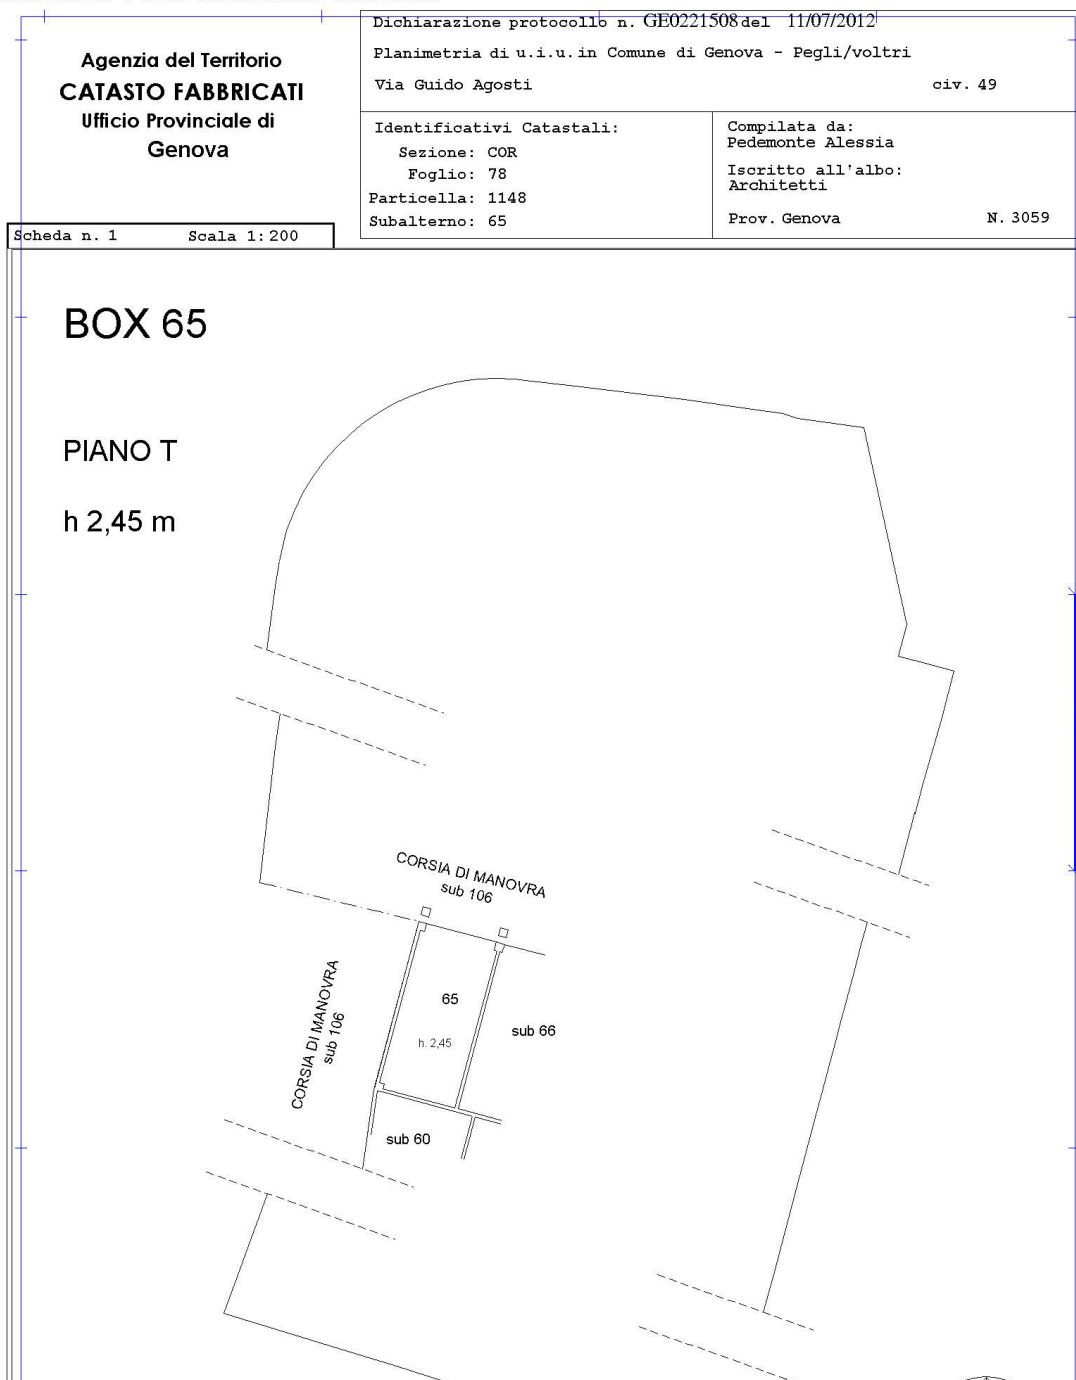 Agenzia del Territorio
CATASTO FABBRICATI
Ufficio Provinciale di
Genova
Dichiarazione protocollo n. GE0221508 del 11/07/2012
Planimetria di u.i.u. in Comune di Genova - Pegli/voltri
Via Guido Agosti civ. 49
Identificativi Catastali:
Sezione: COR
Foglio: 78
Particella: 1148
Subalterno: 65
Compilata da:
Pedemonte Alessia
Iscritto all'albo:
Architetti
Prov. Genova N. 3059
Scheda n. 1 Scala 1:200
BOX 65
PIANO T
h 2,45 m
CORSIA DI MANOVRA
sub 106
CORSIA DI MANOVRA
sub 106
65
h. 2,45
sub 66
sub 60